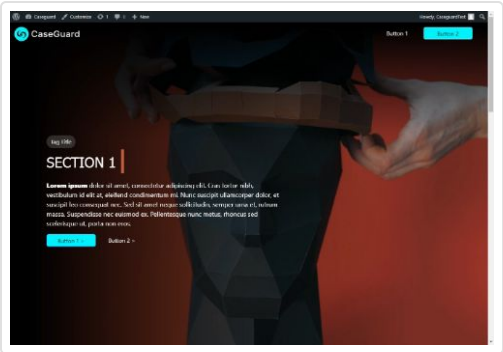 Caseguard Customize 1 1 New Howdy, CaseguardTed
CaseGuard Button 1 Button 2
Tag Title
SECTION 1
Lorem ipsum dolor sit amet, consectetur adipiscing elit. Cras tortor nibh,
vestibulum id elit at, eleifend condimentum mi. Nunc suscipit ullamcorper dolor, et
suscipit leo consequat nec. Sed sit amet neque sollicitudin, semper urna et, rutrum
massa. Suspendisse nec euismod ex. Pellentesque nunc metus, rhoncus sed
scelerisque ut, porta non eros.
Button 1 Button 2